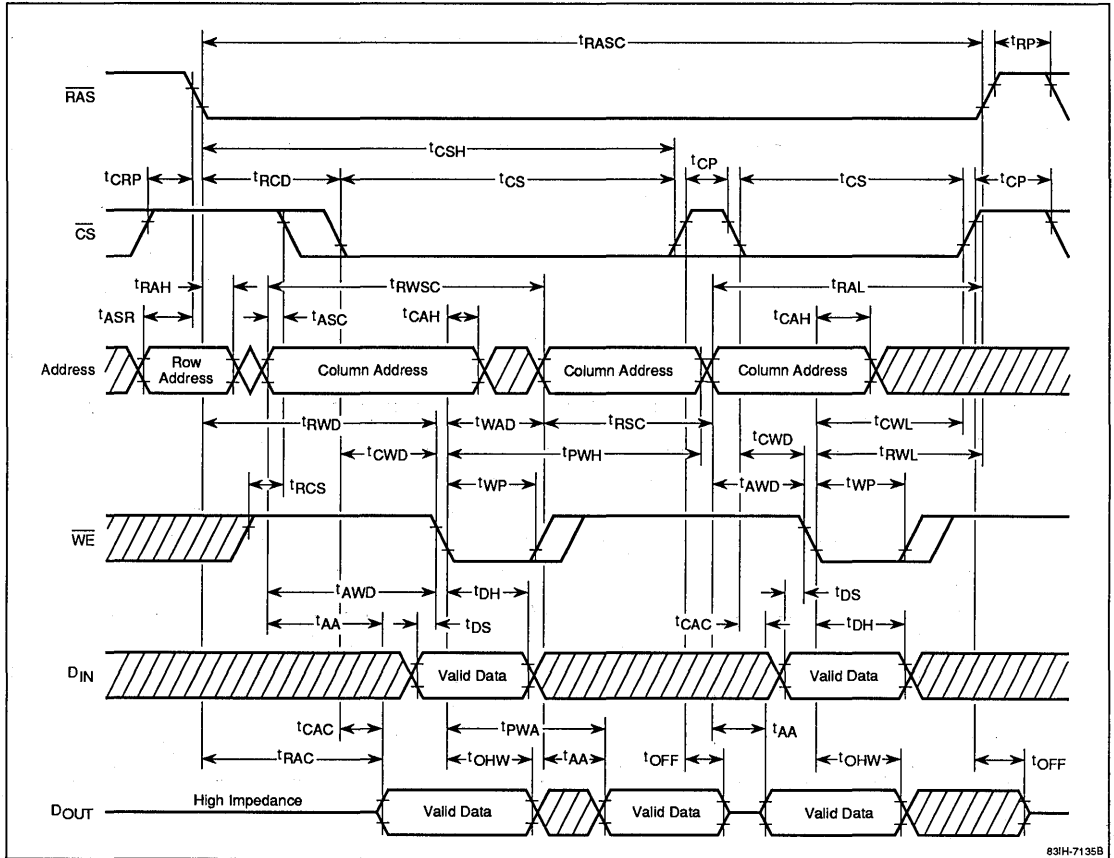 tRASC tRP
RAS
tCSH
tCRP tRCD tCS tCP tCS tCP
CS
tRAH tRWSC tRAL
tASR tASC tCAH tCAH
Address Row Address Column Address Column Address Column Address
tRWD tWAD tRSC tCWL
tCWD tPWH tCWD tRWL
tRCS tWP tAWD tWP
WE
tAWD tDH tDS
tAA tDS tCAC tDH
DIN Valid Data Valid Data
tCAC tPWA tAA
tRAC tOHW tAA tOFF tOHW tOFF
DOUT High Impedance Valid Data Valid Data Valid Data
83IH-7135B